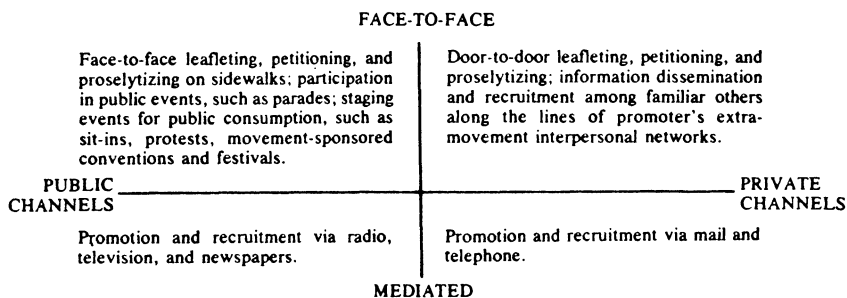 FACE-TO-FACE
Face-to-face leafleting, petitioning, and
proselytizing on sidewalks; participation
in public events, such as parades; staging
events for public consumption, such as
sit-ins, protests, movement-sponsored
conventions and festivals.
Door-to-door leafleting, petitioning, and
proselytizing; information dissemination
and recruitment among familiar others
along the lines of promoter's extra-
movement interpersonal networks.
PUBLIC
CHANNELS
PRIVATE
CHANNELS
Promotion and recruitment via radio,
television, and newspapers.
Promotion and recruitment via mail and
telephone.
MEDIATED